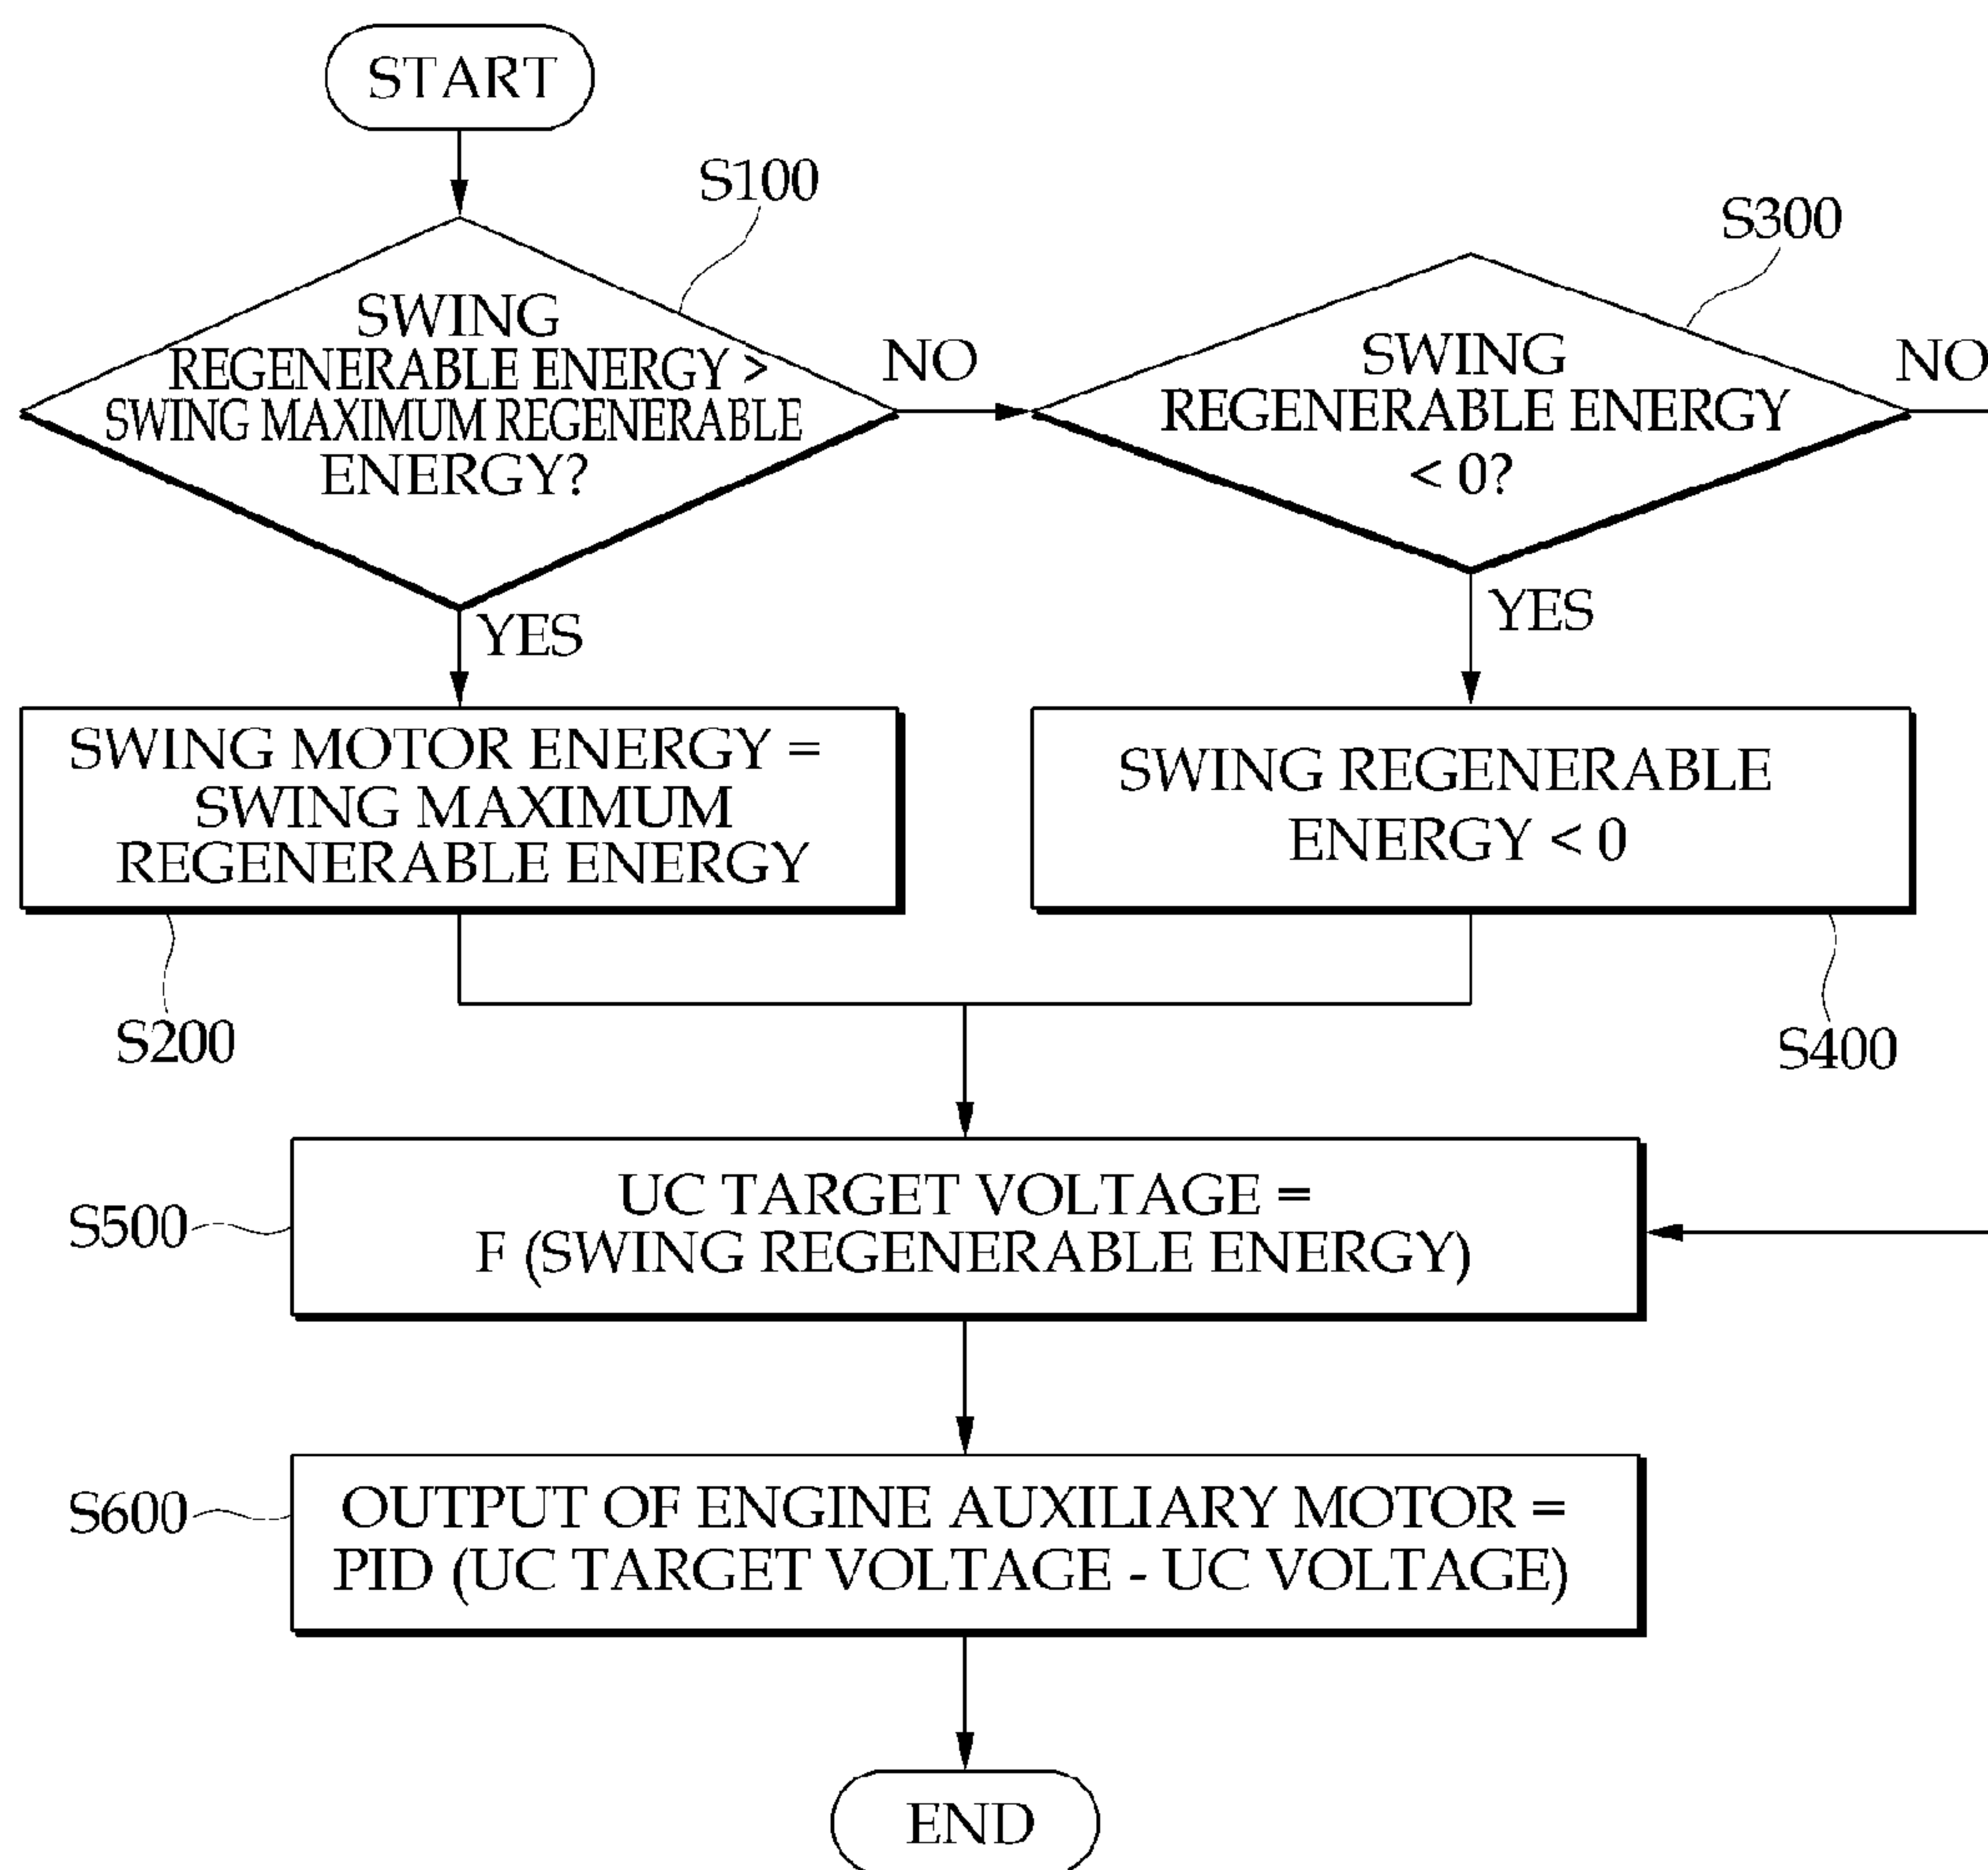 START
S100
SWING
REGENERABLE ENERGY >
SWING MAXIMUM REGENERABLE
ENERGY?
NO
S300
SWING
REGENERABLE ENERGY
< 0?
NO
YES
YES
SWING MOTOR ENERGY =
SWING MAXIMUM
REGENERABLE ENERGY
SWING REGENERABLE
ENERGY < 0
S200
S400
S500
UC TARGET VOLTAGE =
F (SWING REGENERABLE ENERGY)
S600
OUTPUT OF ENGINE AUXILIARY MOTOR =
PID (UC TARGET VOLTAGE - UC VOLTAGE)
END